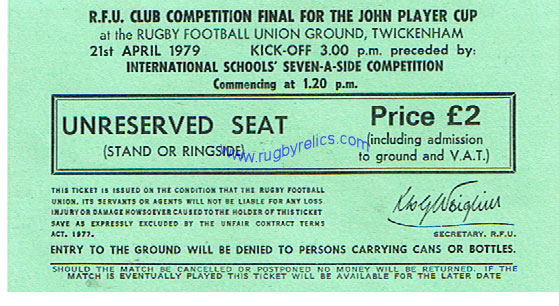 R.F.U. CLUB COMPETITION FINAL FOR THE JOHN PLAYER CUP
at the RUGBY FOOTBALL UNION GROUND, TWICKENHAM
21st APRIL 1979 KICK-OFF 3.00 p.m. preceded by:
INTERNATIONAL SCHOOLS' SEVEN-A-SIDE COMPETITION
Commencing at 1.20 p.m.
UNRESERVED SEAT
(STAND OR RINGSIDE)
Price £2
(including admission
to ground and V.A.T.)
www.rugbyrelics.com
THIS TICKET IS ISSUED ON THE CONDITION THAT THE RUGBY FOOTBALL
UNION, ITS SERVANTS OR AGENTS WILL NOT BE LIABLE FOR ANY LOSS
INJURY OR DAMAGE HOWSOEVER CAUSED TO THE HOLDER OF THIS TICKET
SAVE AS EXPRESSLY EXCLUDED BY THE UNFAIR CONTRACT TERMS
ACT. 1977.
SECRETARY. R.F.U.
ENTRY TO THE GROUND WILL BE DENIED TO PERSONS CARRYING CANS OR BOTTLES.
SHOULD THE MATCH BE CANCELLED OR POSTPONED NO MONEY WILL BE RETURNED. IF THE
MATCH IS EVENTUALLY PLAYED THIS TICKET WILL BE AVAILABLE FOR THE LATER DATE